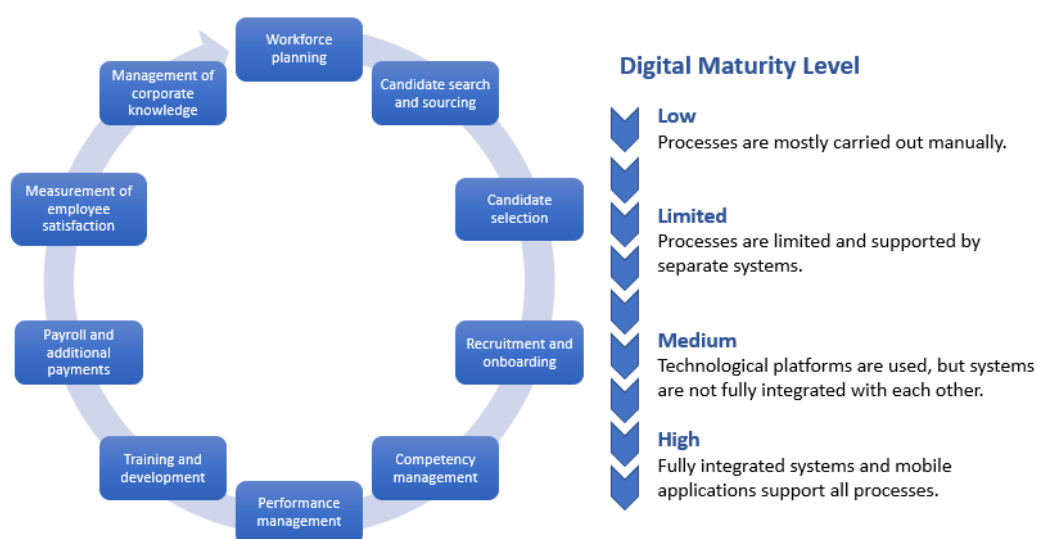 Workforce
planning
Candidate search
and sourcing
Candidate
selection
Recruitment and
onboarding
Competency
management
Performance
management
Training and
development
Payroll and
additional
payments
Measurement of
employee
satisfaction
Management of
corporate
knowledge
Digital Maturity Level
Low
Processes are mostly carried out manually.
Limited
Processes are limited and supported by
separate systems.
Medium
Technological platforms are used, but systems
are not fully integrated with each other.
High
Fully integrated systems and mobile
applications support all processes.